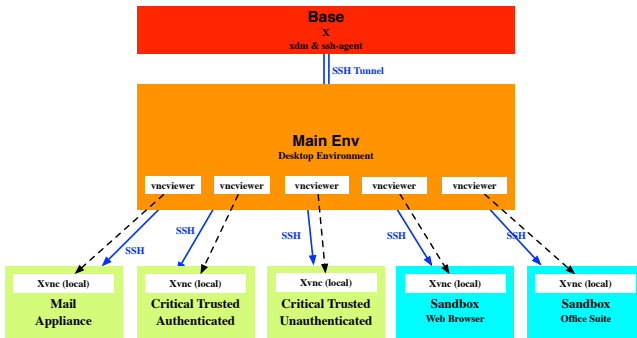 Base
X
xdm & ssh-agent
SSH Tunnel
Main Env
Desktop Environment
vncviewer vncviewer vncviewer vncviewer vncviewer
SSH SSH SSH SSH SSH
Xvnc (local) Xvnc (local) Xvnc (local) Xvnc (local) Xvnc (local)
Mail
Appliance
Critical Trusted
Authenticated
Critical Trusted
Unauthenticated
Sandbox
Web Browser
Sandbox
Office Suite